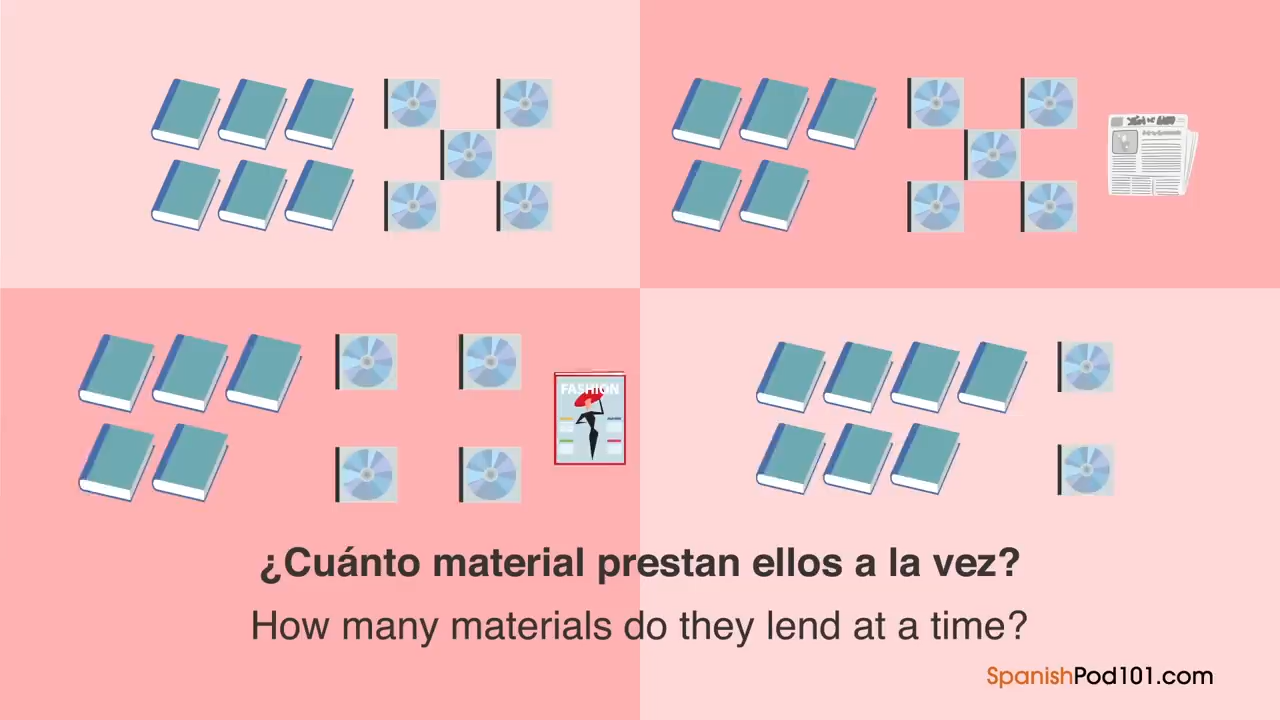 FASHION
¿Cuánto material prestan ellos a la vez?
How many materials do they lend at a time?
SpanishPod101.com